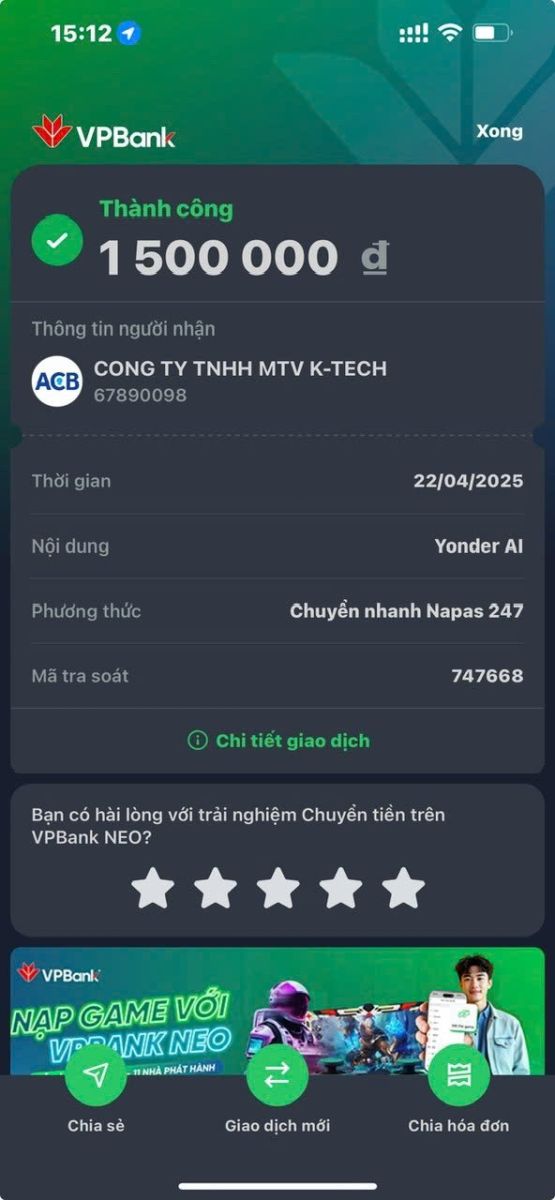 15:12
VPBank
Xong
Thành công
1 500 000 đ
Thông tin người nhận
ACB
CONG TY TNHH MTV K-TECH
67890098
Thời gian 22/04/2025
Nội dung Yonder AI
Phương thức Chuyển nhanh Napas 247
Mã tra soát 747668
Chi tiết giao dịch
Bạn có hài lòng với trải nghiệm Chuyển tiền trên
VPBank NEO?
VPBank
NẠP GAME VỚI
VPBANK NEO
11 NHÀ PHÁT HÀNH
Chia sẻ
Giao dịch mới
Chia hóa đơn